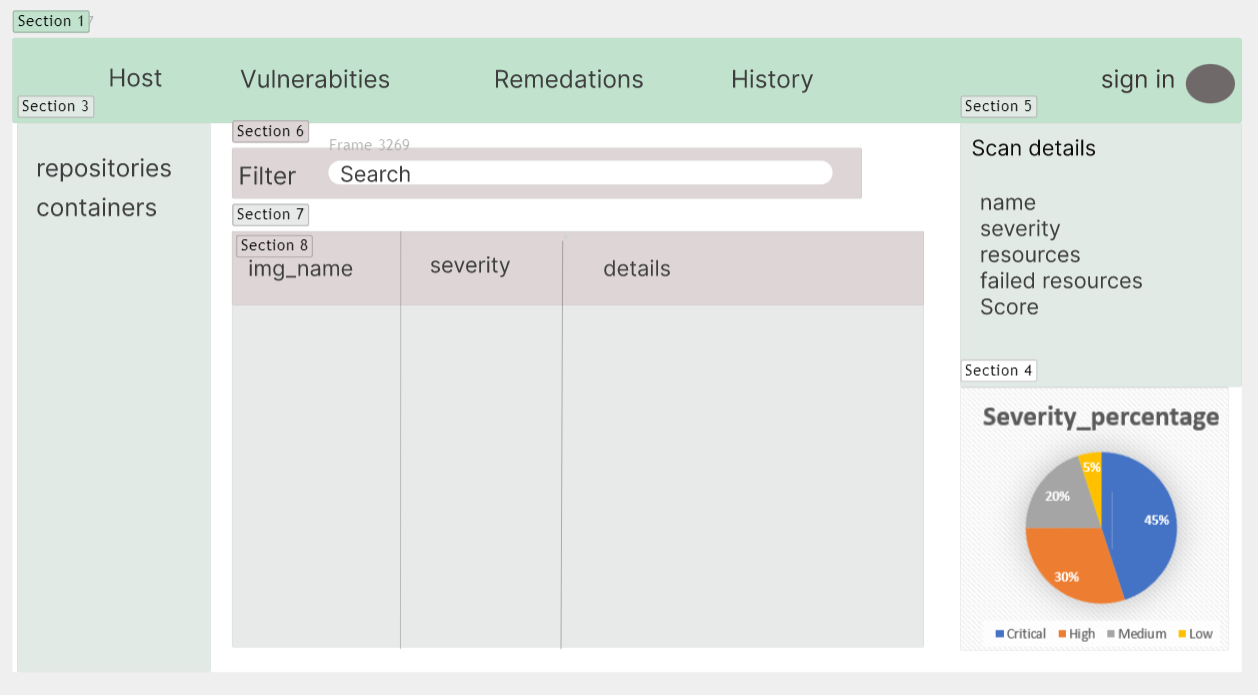 Section 1
Host Vulnerabities Remedations History sign in
Section 3
Section 5
Section 6
Frame 3269
repositories
containers
Filter
Search
Section 7
Section 8
img_name severity details
Scan details
name
severity
resources
failed resources
Score
Section 4
Severity_percentage
5%
20%
45%
30%
Critical High Medium Low